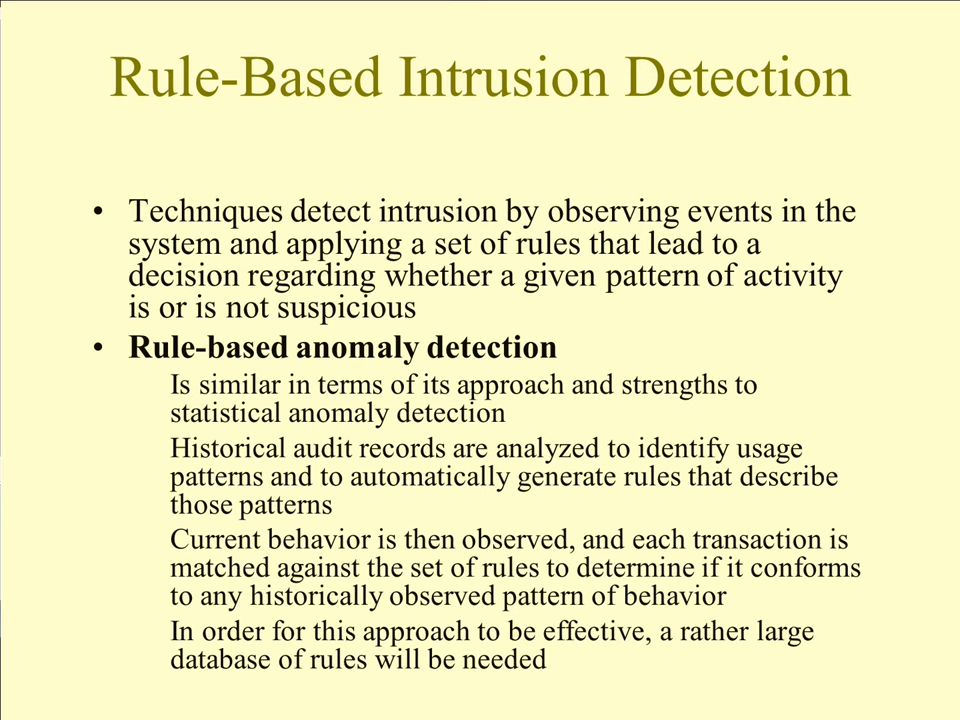 Rule-Based Intrusion Detection
• Techniques detect intrusion by observing events in the
system and applying a set of rules that lead to a
decision regarding whether a given pattern of activity
is or is not suspicious
• Rule-based anomaly detection
Is similar in terms of its approach and strengths to
statistical anomaly detection
Historical audit records are analyzed to identify usage
patterns and to automatically generate rules that describe
those patterns
Current behavior is then observed, and each transaction is
matched against the set of rules to determine if it conforms
to any historically observed pattern of behavior
In order for this approach to be effective, a rather large
database of rules will be needed